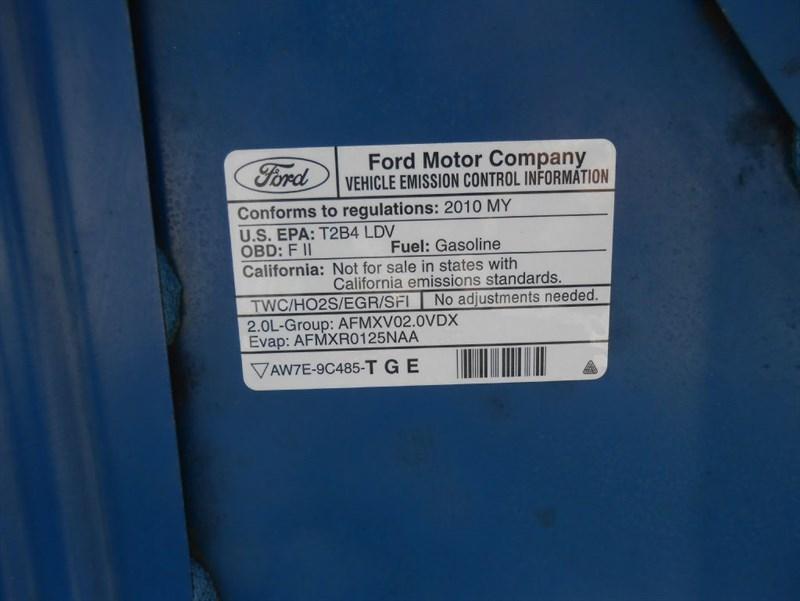 Ford
Ford Motor Company
VEHICLE EMISSION CONTROL INFORMATION
Conforms to regulations: 2010 MY
U.S. EPA: T2B4 LDV
OBD: F II Fuel: Gasoline
California: Not for sale in states with
California emissions standards.
TWC/HO2S/EGR/SFI No adjustments needed.
2.0L-Group: AFMXV02.0VDX
Evap: AFMXR0125NAA
▽AW7E-9C485-T G E